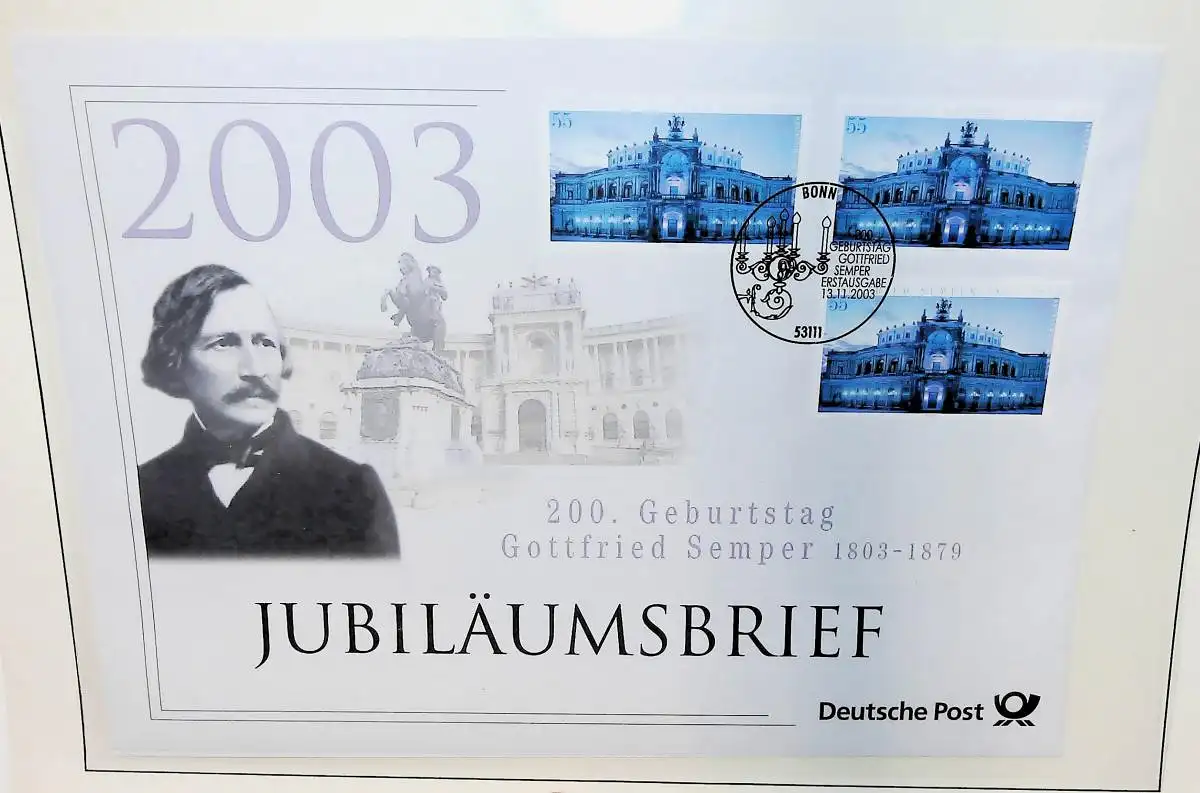 2003
55
55
BONN
200.
GEBURTSTAG
GOTTFRIED
SEMPER
ERSTAUSGABE
13.11.2003
53111
55
200. Geburtstag
Gottfried Semper 1803-1879
JUBILÄUMSBRIEF
Deutsche Post